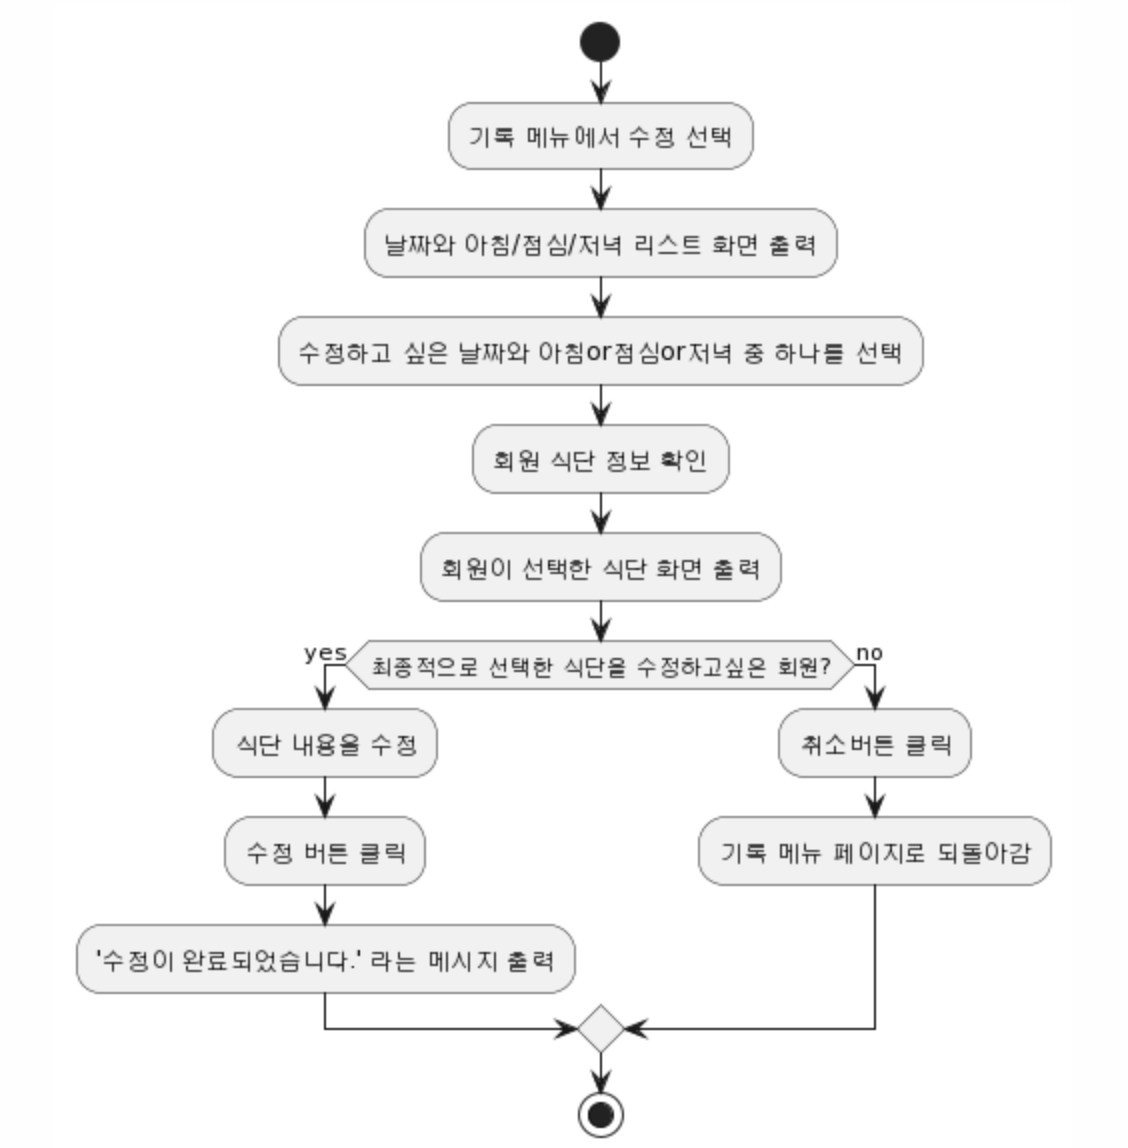 기록 메뉴에서 수정 선택
날짜와 아침/점심/저녁 리스트 화면 출력
수정하고 싶은 날짜와 아침or점심or저녁 중 하나를 선택
회원 식단 정보 확인
회원이 선택한 식단 화면 출력
최종적으로 선택한 식단을 수정하고싶은 회원?
yes
식단 내용을 수정
수정 버튼 클릭
'수정이 완료되었습니다.' 라는 메시지 출력
no
취소버튼 클릭
기록 메뉴 페이지로 되돌아감